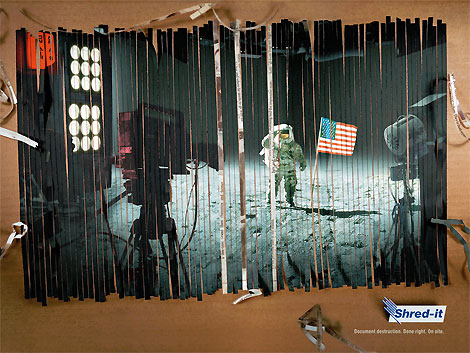 Shred-it
Document destruction. Done right. On site.